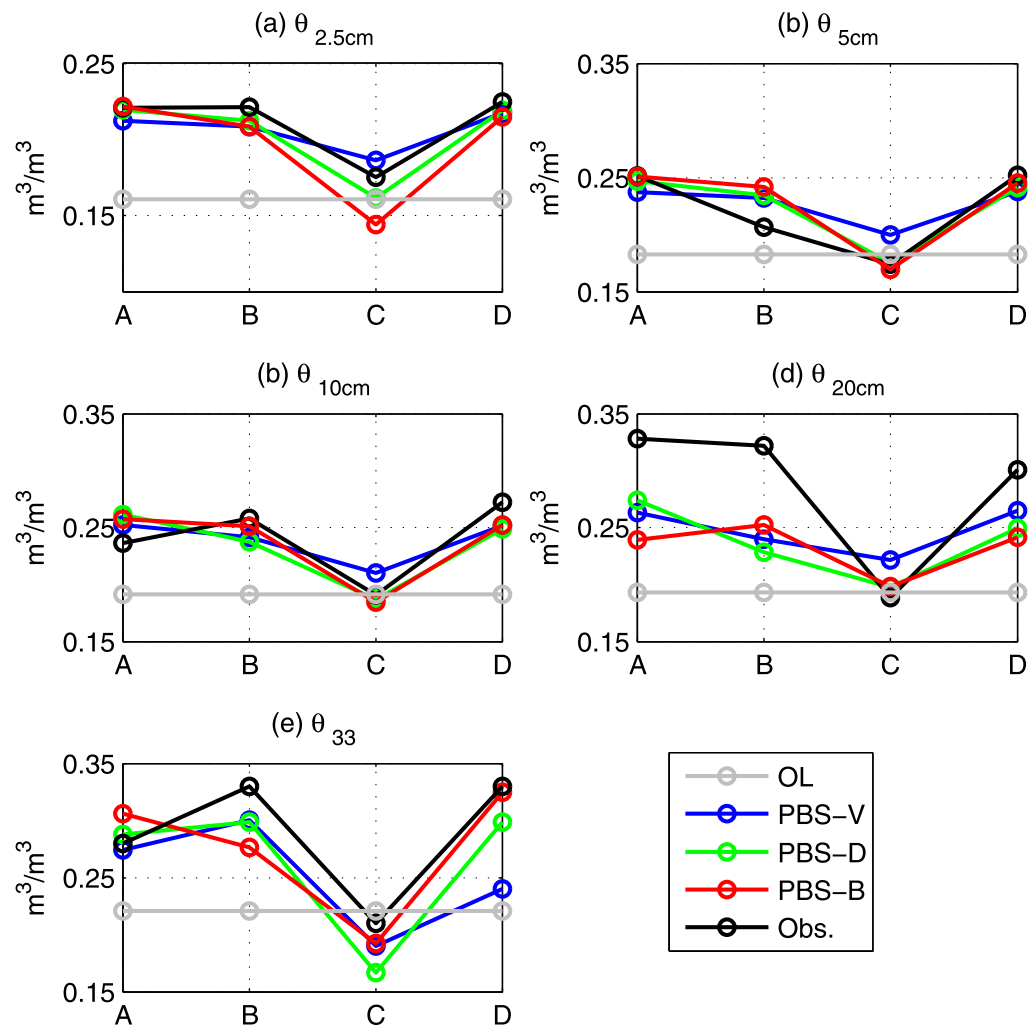 (a) θ 2.5cm
0.25
0.15
m³/m³
A B C D
(b) θ 5cm
0.35
0.25
0.15
m³/m³
A B C D
(b) θ 10cm
0.35
0.25
0.15
m³/m³
A B C D
(d) θ 20cm
0.35
0.25
0.15
m³/m³
A B C D
(e) θ 33
0.35
0.25
0.15
m³/m³
A B C D
OL
PBS−V
PBS−D
PBS−B
Obs.